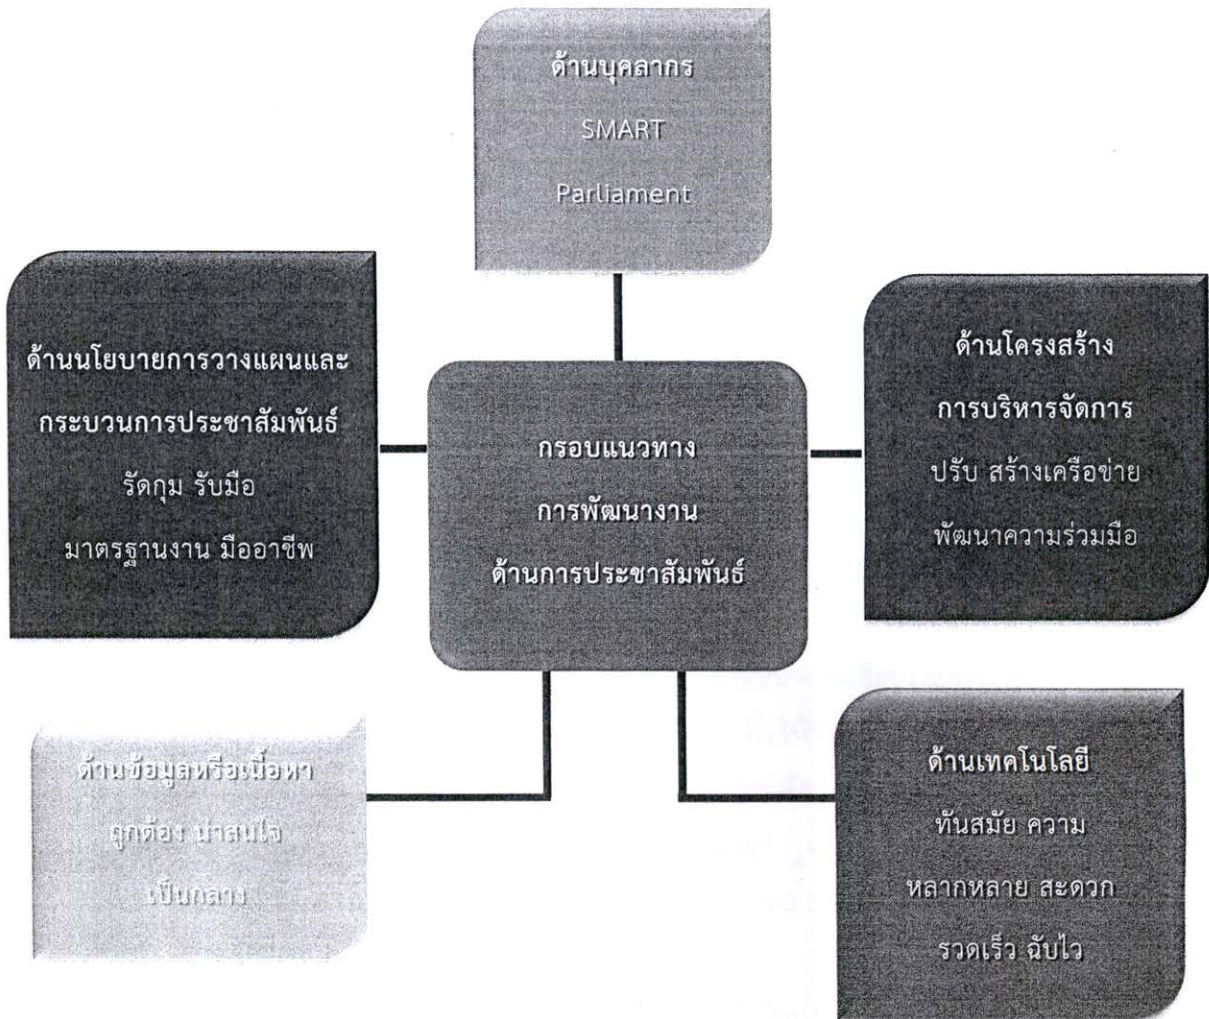 ด้านบุคลากร
SMART
Parliament
ด้านนโยบายการวางแผนและ
กระบวนการประชาสัมพันธ์
รัดกุม รับมือ
มาตรฐานงาน มืออาชีพ
กรอบแนวทาง
การพัฒนางาน
ด้านการประชาสัมพันธ์
ด้านโครงสร้าง
การบริหารจัดการ
ปรับ สร้างเครือข่าย
พัฒนาความร่วมมือ
ด้านข้อมูลหรือเนื้อหา
ถูกต้อง น่าสนใจ
เป็นกลาง
ด้านเทคโนโลยี
ทันสมัย ความ
หลากหลาย สะดวก
รวดเร็ว ฉับไว